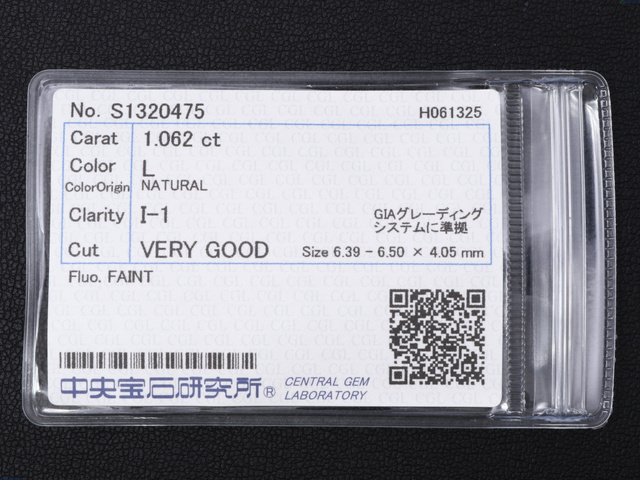 No. S1320475 H061325
Carat 1.062 ct
Color L
ColorOrigin NATURAL
Clarity I-1
GIAグレーディング
システムに準拠
Cut VERY GOOD Size 6.39 - 6.50 × 4.05 mm
Fluo. FAINT
中央宝石研究所® CENTRAL GEM
LABORATORY